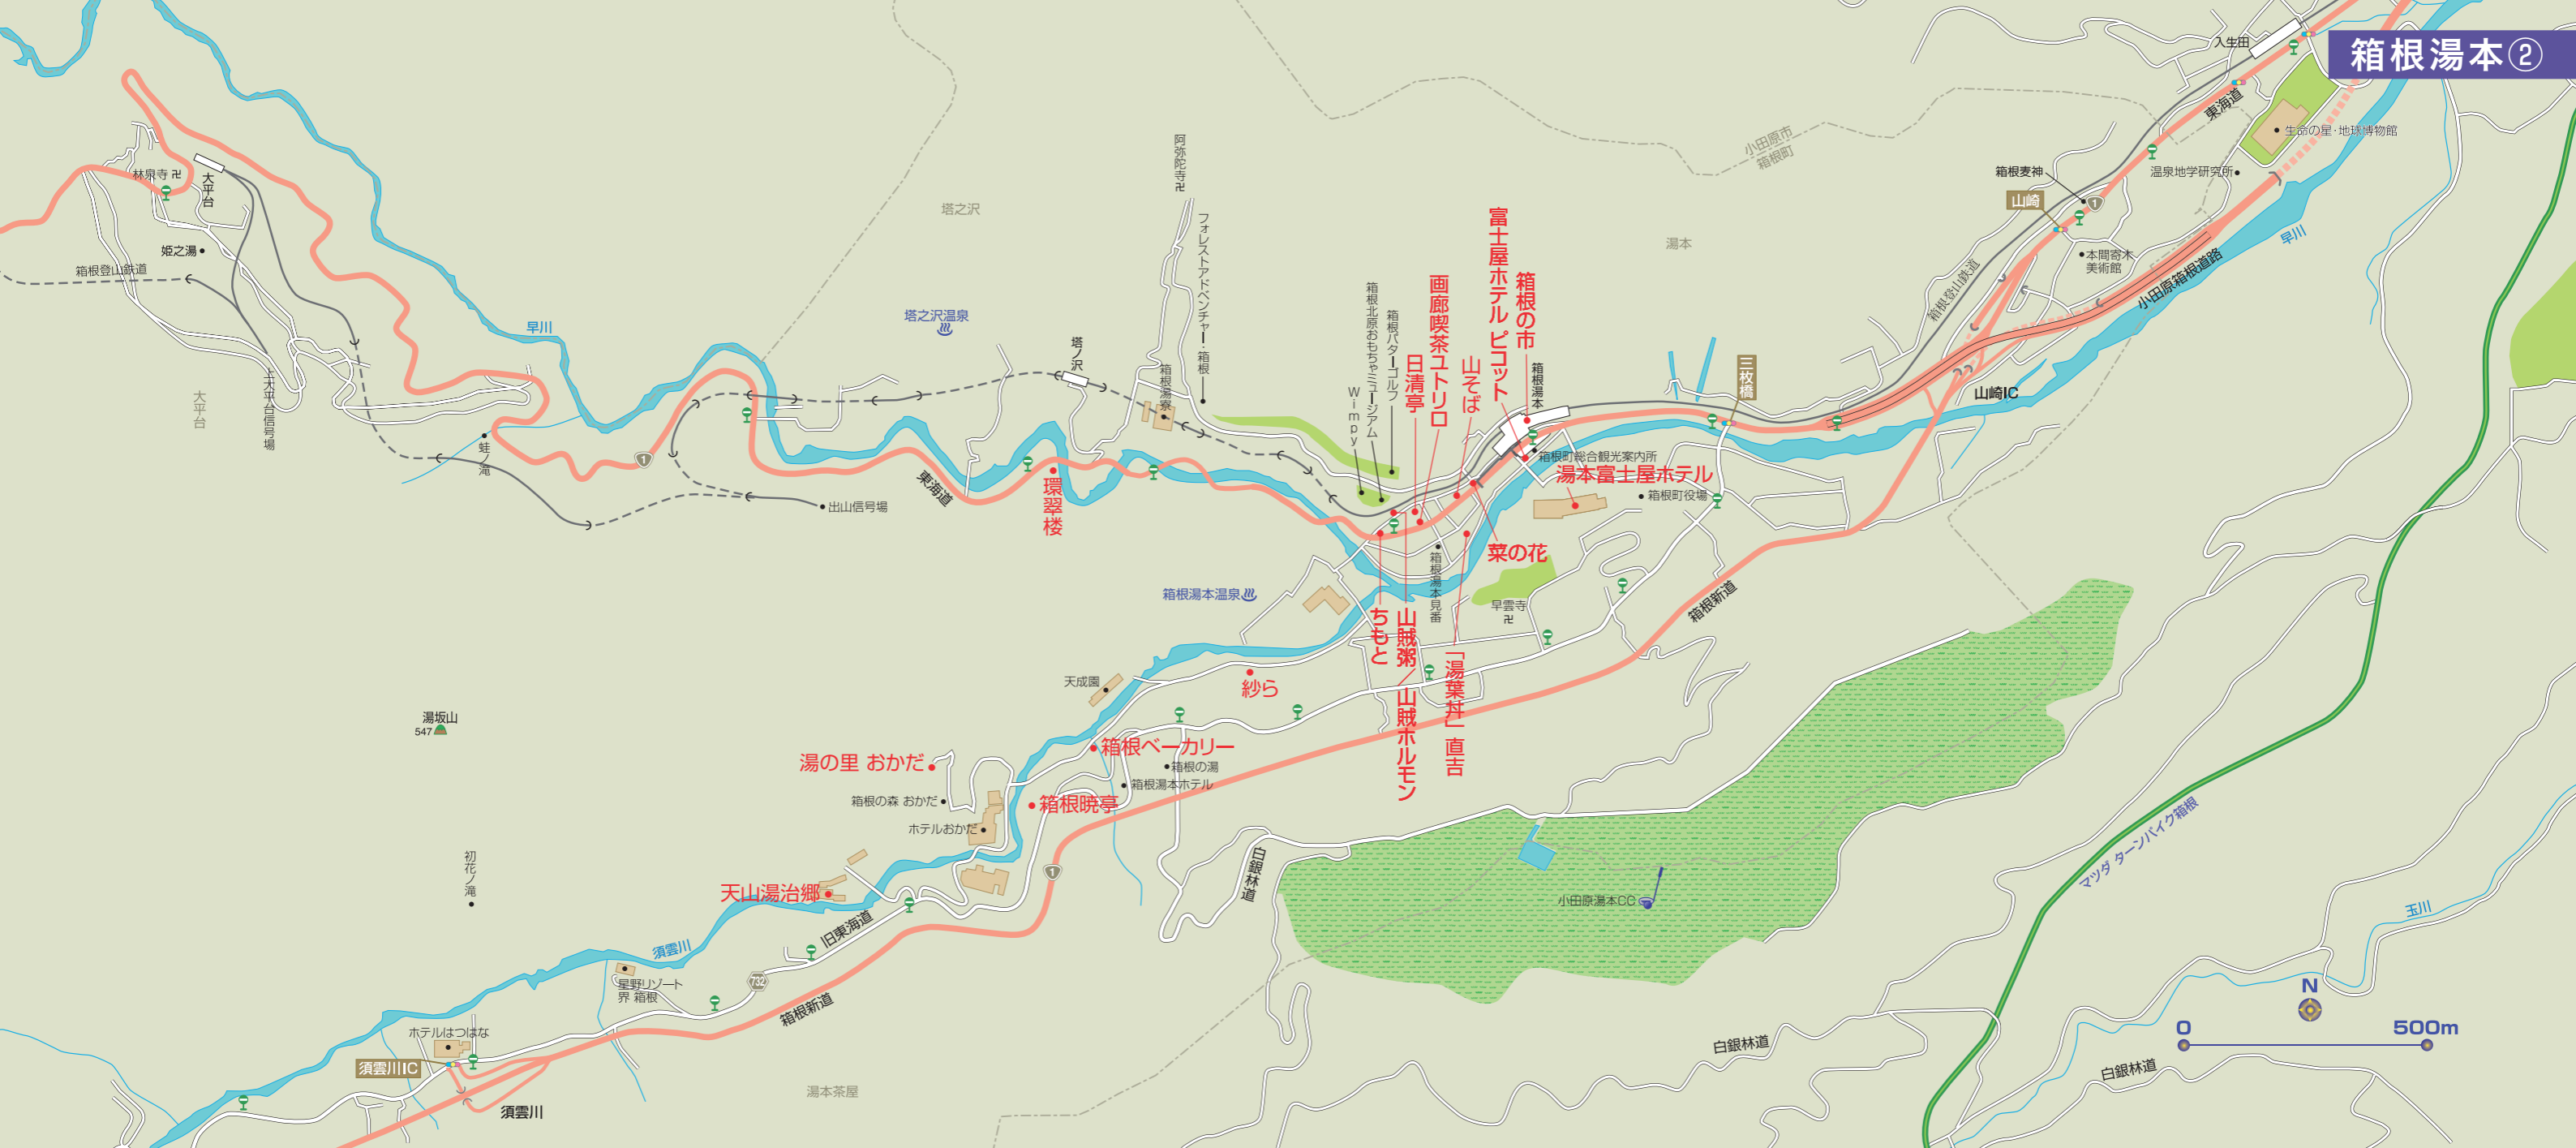 箱根湯本②
入生田
東海道
生命の星・地球博物館
小田原市
箱根町
温泉地学研究所
箱根麦神
山崎
1
本間寄木
美術館
早川
小田原箱根道路
箱根登山鉄道
山崎IC
三枚橋
湯本
阿弥陀寺
フォレストアドベンチャー・箱根
塔之沢
塔之沢温泉
塔ノ沢
箱根湯寮
林泉寺
大平台
姫之湯
箱根登山鉄道
早川
大平台
上大平台信号場
蛙ノ滝
1
出山信号場
東海道
環翠楼
箱根北原おもちゃミュージアム
箱根パターゴルフ
Wimpy
日清亭
画廊喫茶ユトリロ
山そば
富士屋ホテル ピコット
箱根の市
箱根湯本
箱根町総合観光案内所
湯本富士屋ホテル
箱根町役場
菜の花
箱根湯本見番
早雲寺
箱根新道
箱根湯本温泉
ちもと
山賊粥/山賊ホルモン
「湯葉丼」直吉
紗ら
天成園
湯坂山
547
箱根ベーカリー
箱根の湯
箱根湯本ホテル
湯の里 おかだ
箱根の森 おかだ
箱根暁亭
ホテルおかだ
1
初花ノ滝
天山湯治郷
白銀林道
小田原湯本CC
マツダ ターンパイク箱根
玉川
須雲川
旧東海道
732
星野リゾート
界 箱根
箱根新道
ホテルはつはな
須雲川IC
須雲川
湯本茶屋
白銀林道
白銀林道
N
0
500m